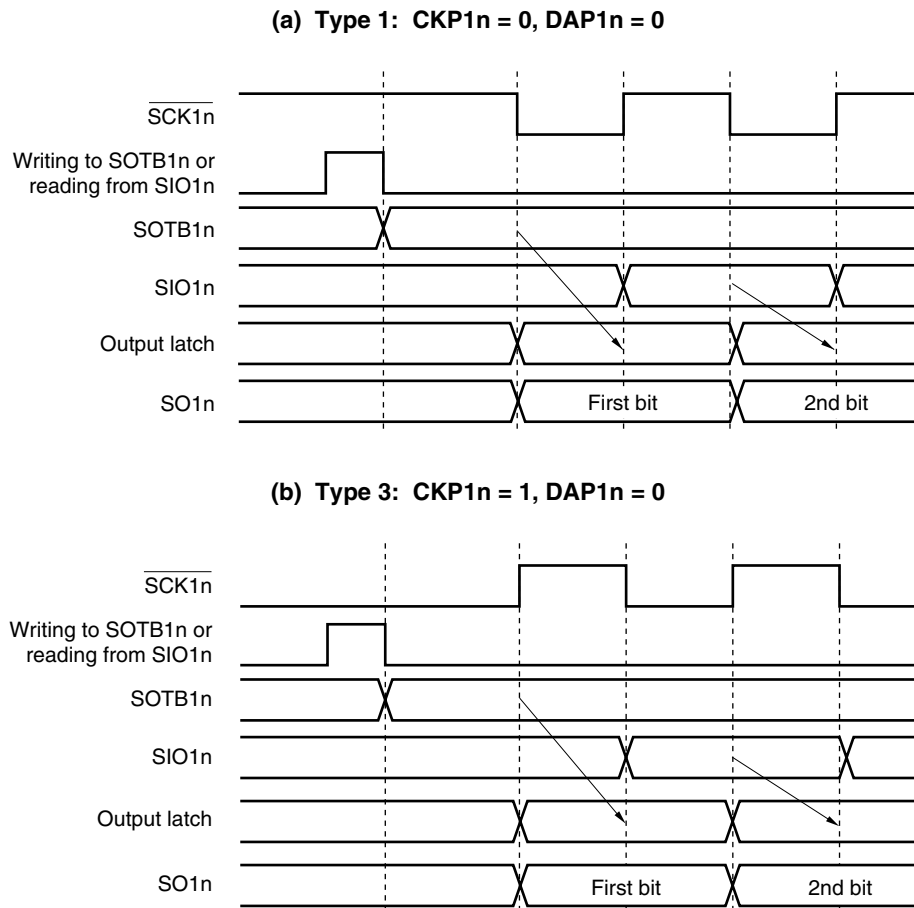 (a) Type 1: CKP1n = 0, DAP1n = 0
SCK1n
Writing to SOTB1n or
reading from SIO1n
SOTB1n
SIO1n
Output latch
SO1n
First bit
2nd bit
(b) Type 3: CKP1n = 1, DAP1n = 0
SCK1n
Writing to SOTB1n or
reading from SIO1n
SOTB1n
SIO1n
Output latch
SO1n
First bit
2nd bit